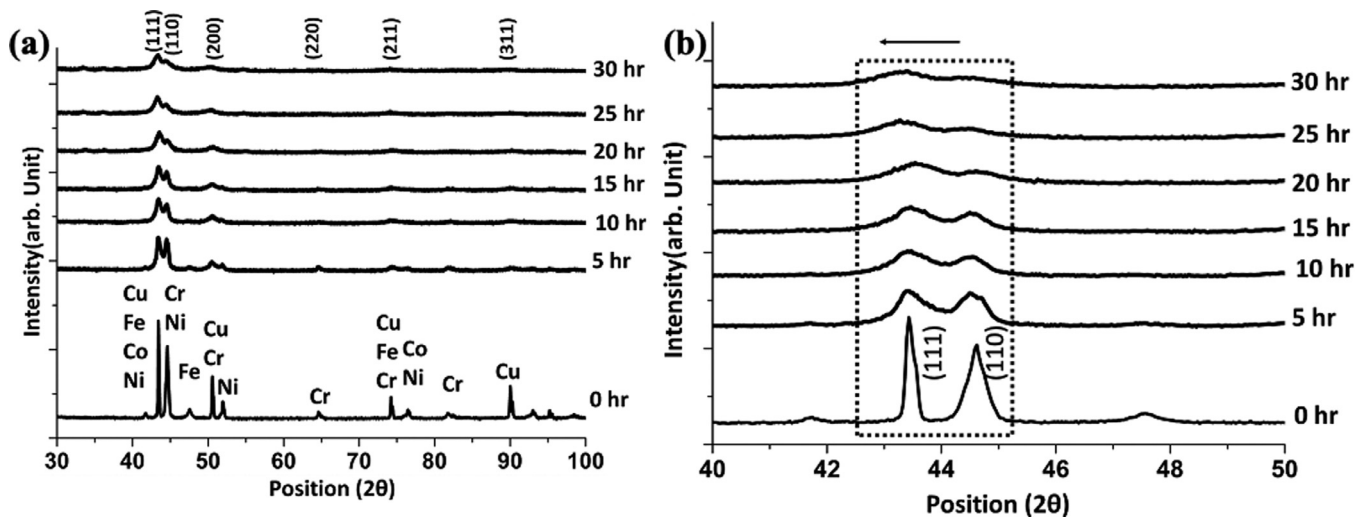 (a)
(111)
(110)
(200)
(220)
(211)
(311)
30 hr
25 hr
20 hr
15 hr
10 hr
5 hr
0 hr
Cu
Fe
Co
Ni
Cr
Ni
Fe
Cu
Cr
Ni
Cr
Cu
Fe
Cr
Co
Ni
Cr
Cu
Intensity(arb. Unit)
30 40 50 60 70 80 90 100
Position (2θ)
(b)
30 hr
25 hr
20 hr
15 hr
10 hr
5 hr
0 hr
(111)
(110)
Intensity(arb. Unit)
40 42 44 46 48 50
Position (2θ)